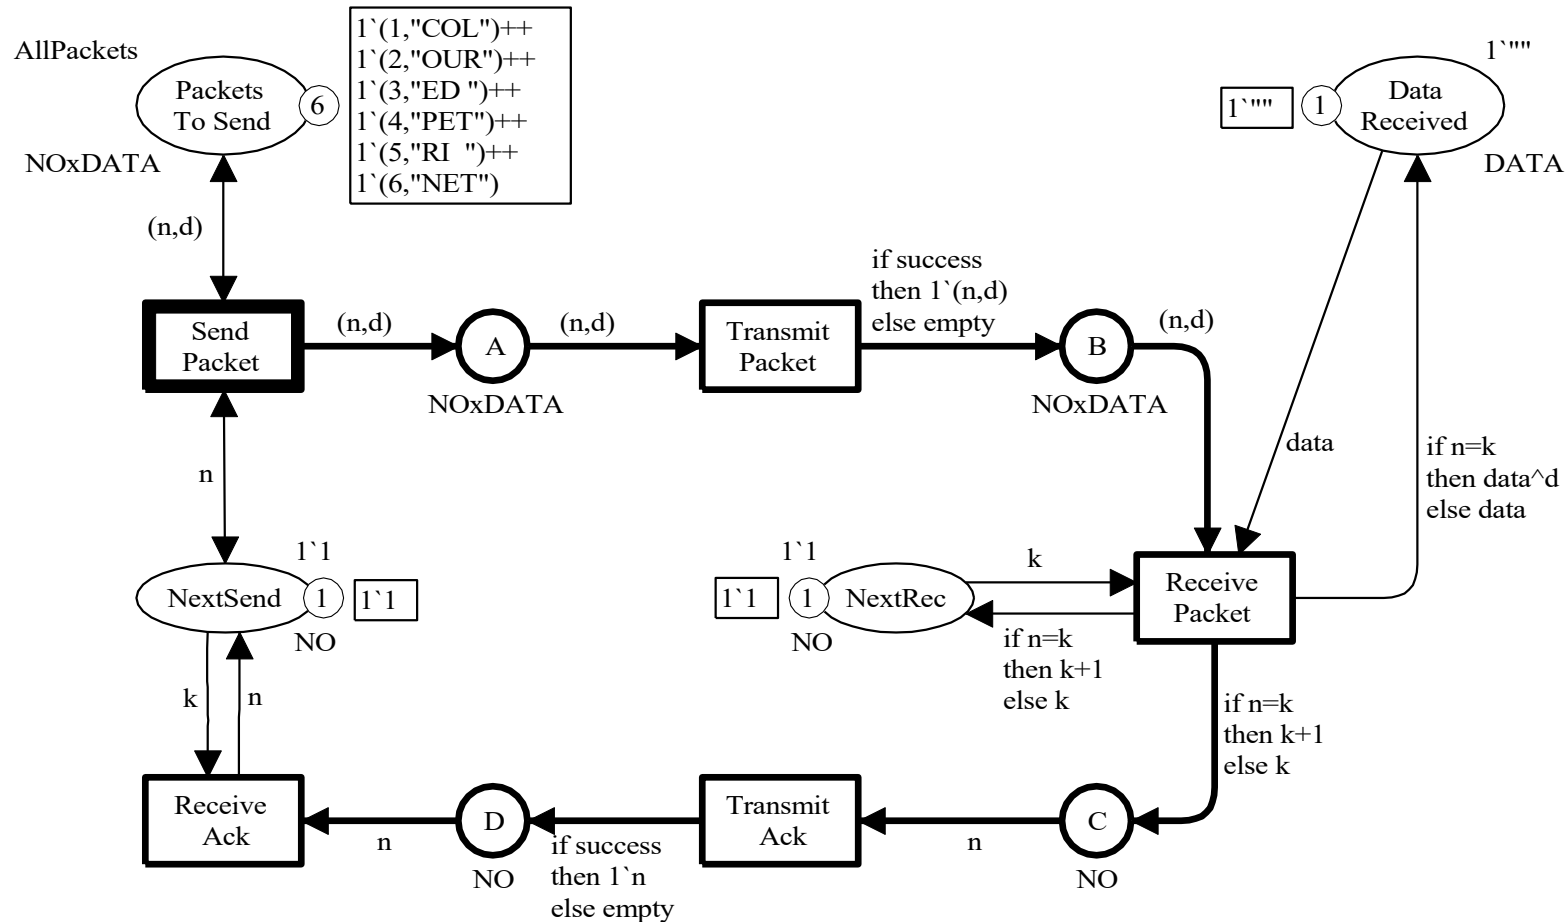 AllPackets
Packets
To Send
6
1`(1,"COL")++
1`(2,"OUR")++
1`(3,"ED ")++
1`(4,"PET")++
1`(5,"RI  ")++
1`(6,"NET")
NOxDATA
1`""
1`""
1
Data
Received
DATA
(n,d)
Send
Packet
(n,d)
A
NOxDATA
(n,d)
Transmit
Packet
if success
then 1`(n,d)
else empty
B
NOxDATA
(n,d)
data
if n=k
then data^d
else data
n
1`1
NextSend
1
1`1
NO
1`1
1`1
1
NextRec
NO
k
if n=k
then k+1
else k
Receive
Packet
if n=k
then k+1
else k
k
n
Receive
Ack
n
D
NO
if success
then 1`n
else empty
Transmit
Ack
n
C
NO